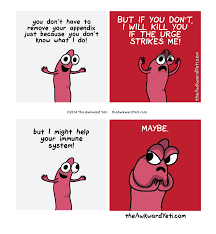 you don't have to
remove your appendix
just because you don't
know what I do!
BUT IF YOU DON'T,
I WILL KILL YOU
IF THE URGE
STRIKES ME!
theAwkwardYeti.com
©2014 The Awkward Yeti theAwkwardYeti.com
but i might help
your immune
system!
MAYBE.
theAwkwardYeti.com